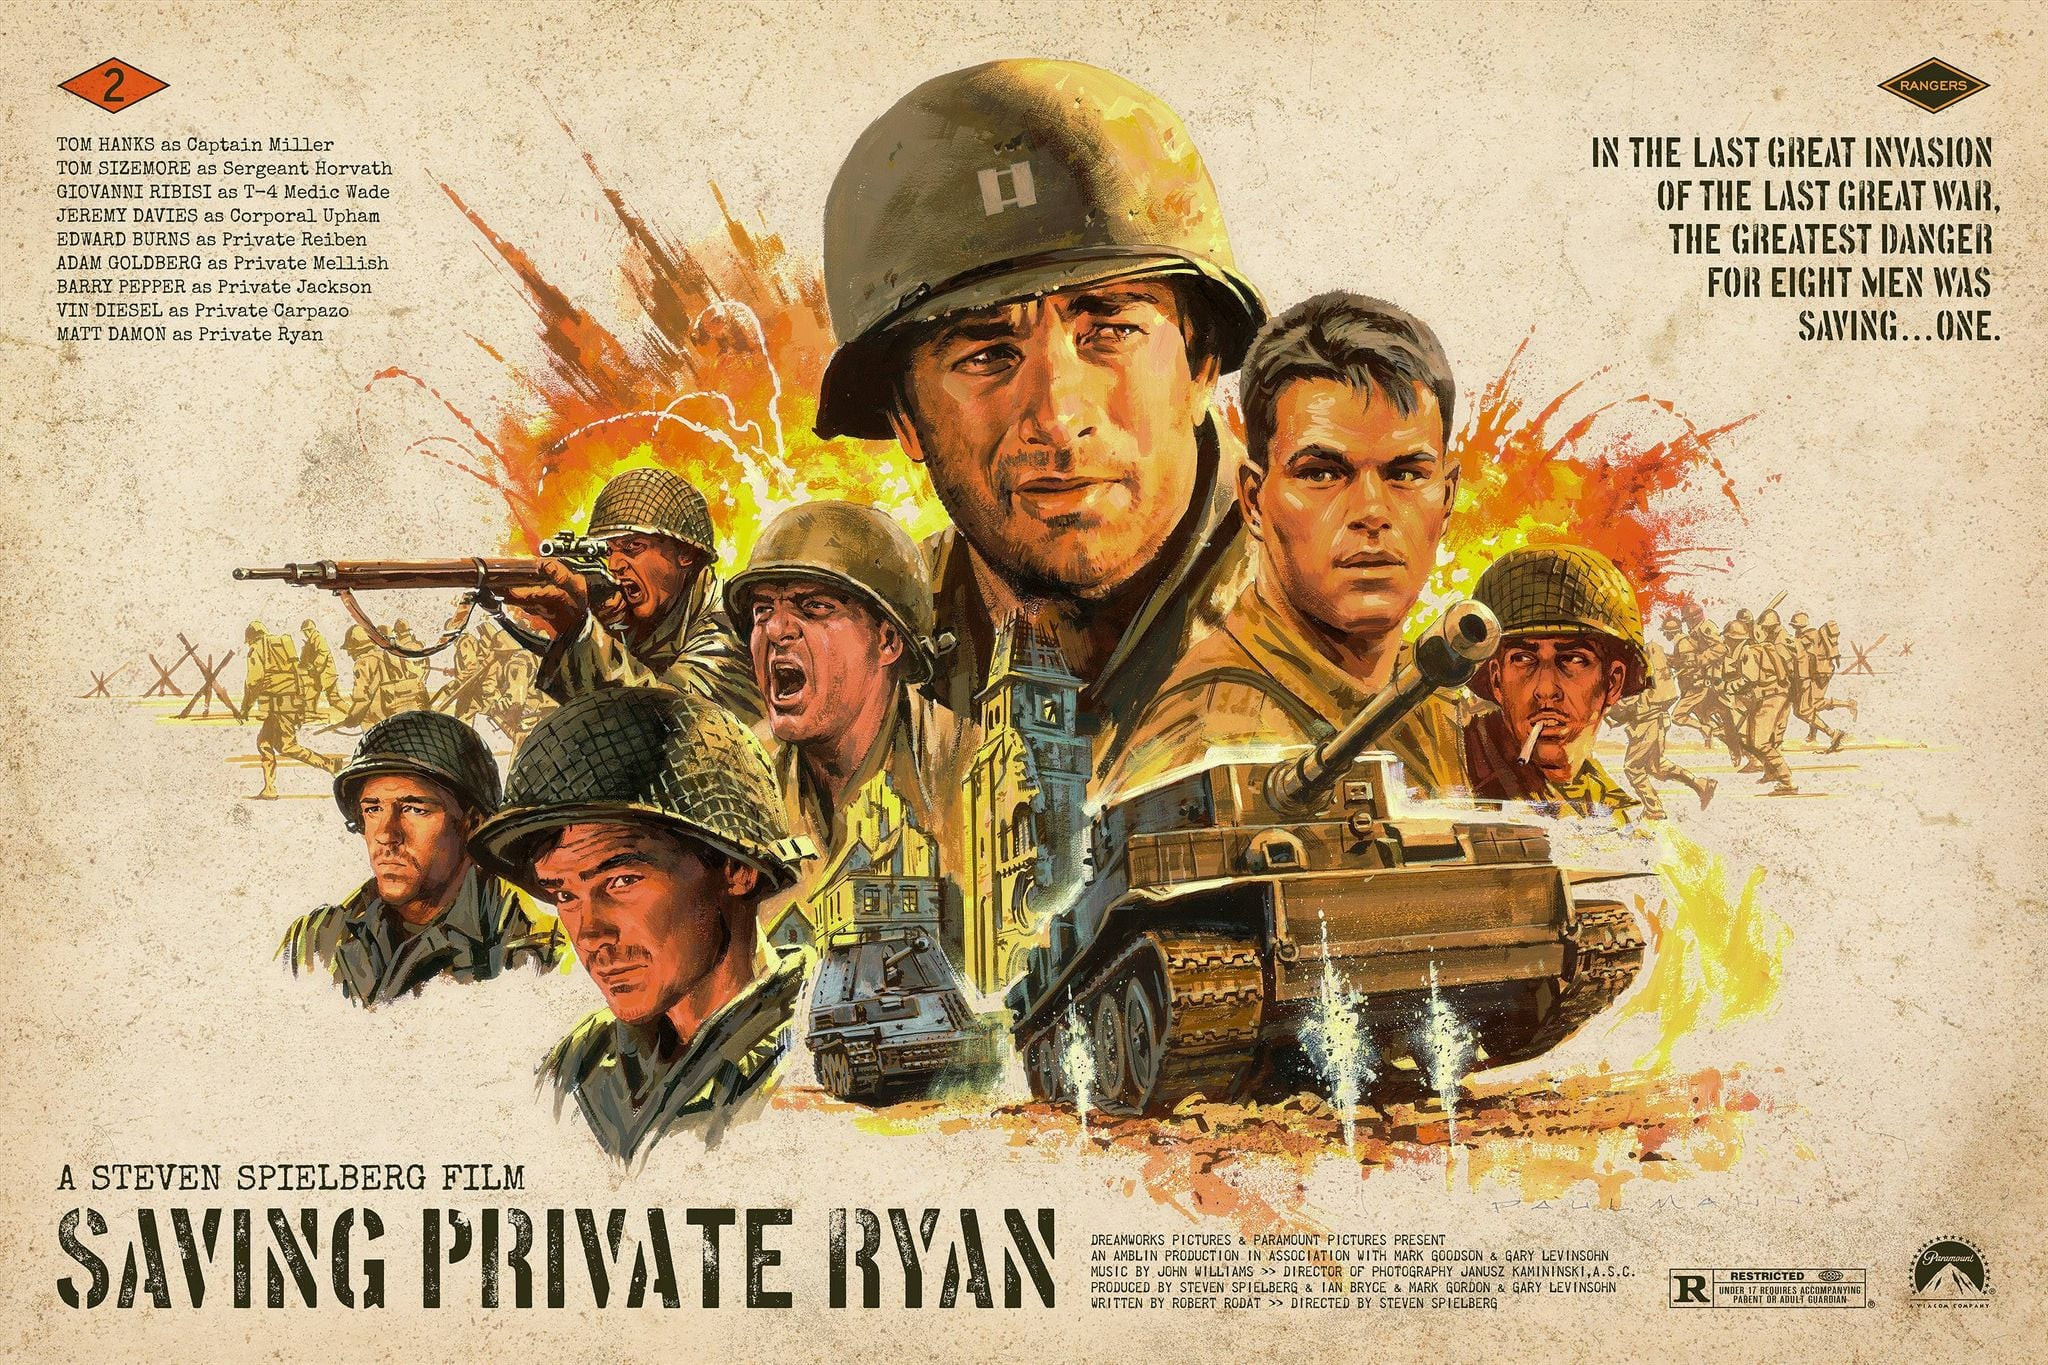 2
TOM HANKS as Captain Miller
TOM SIZEMORE as Sergeant Horvath
GIOVANNI RIBISI as T-4 Medic Wade
JEREMY DAVIES as Corporal Upham
EDWARD BURNS as Private Reiben
ADAM GOLDBERG as Private Mellish
BARRY PEPPER as Private Jackson
VIN DIESEL as Private Carpazo
MATT DAMON as Private Ryan
RANGERS
IN THE LAST GREAT INVASION
OF THE LAST GREAT WAR,
THE GREATEST DANGER
FOR EIGHT MEN WAS
SAVING...ONE.
A STEVEN SPIELBERG FILM
SAVING PRIVATE RYAN
PAUL MANN
DREAMWORKS PICTURES & PARAMOUNT PICTURES PRESENT
AN AMBLIN PRODUCTION IN ASSOCIATION WITH MARK GOODSON & GARY LEVINSOHN
MUSIC BY JOHN WILLIAMS >> DIRECTOR OF PHOTOGRAPHY JANUSZ KAMININSKI,A.S.C.
PRODUCED BY STEVEN SPIELBERG & IAN BRYCE & MARK GORDON & GARY LEVINSOHN
WRITTEN BY ROBERT RODAT >> DIRECTED BY STEVEN SPIELBERG
R RESTRICTED
UNDER 17 REQUIRES ACCOMPANYING
PARENT OR ADULT GUARDIAN
®
Paramount
®
A VIACOM COMPANY